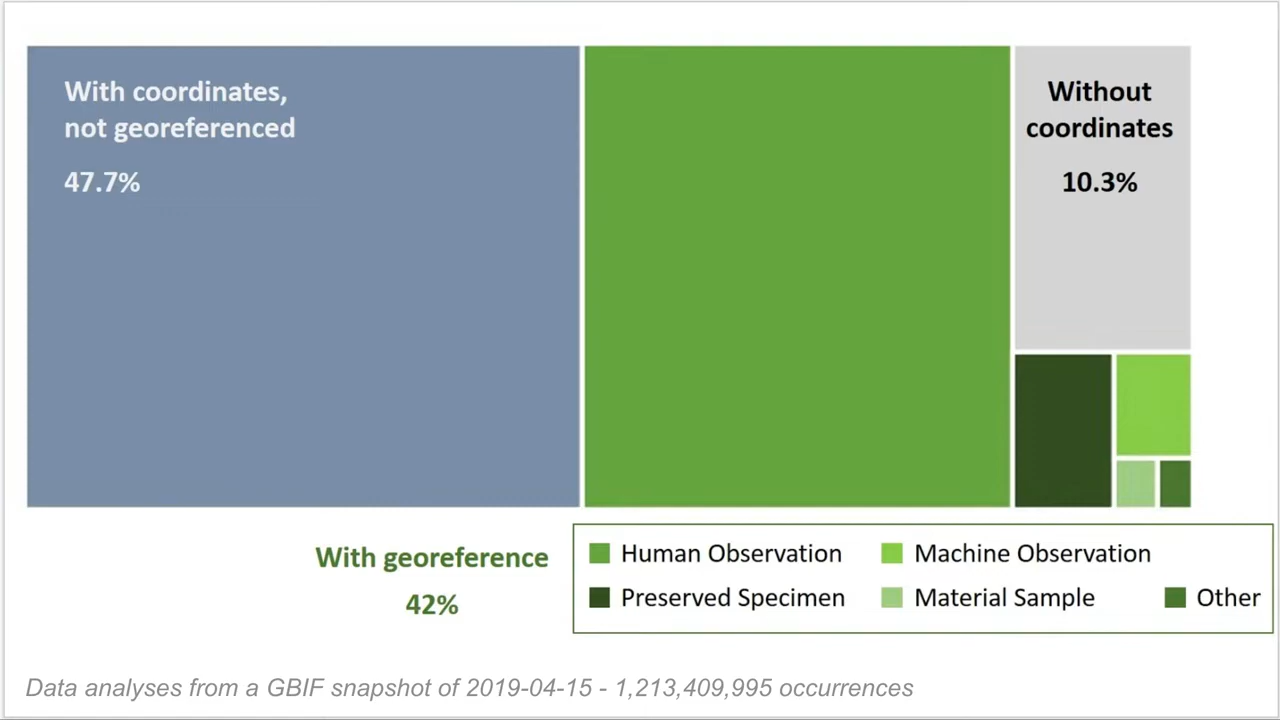 With coordinates,
not georeferenced
47.7%
Without
coordinates
10.3%
With georeference
42%
Human Observation
Machine Observation
Preserved Specimen
Material Sample
Other
Data analyses from a GBIF snapshot of 2019-04-15 - 1,213,409,995 occurrences